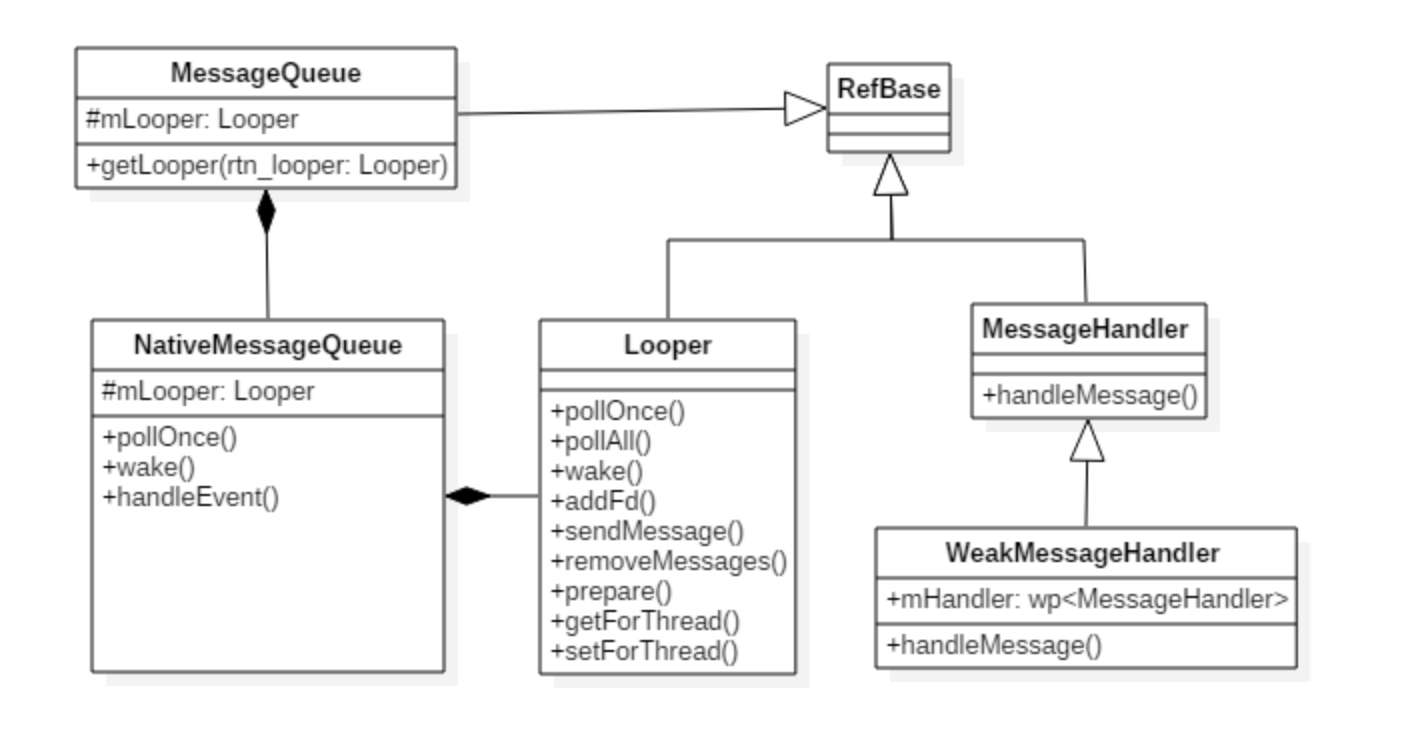 MessageQueue
#mLooper: Looper
+getLooper(rtn_looper: Looper)
RefBase
NativeMessageQueue
#mLooper: Looper
+pollOnce()
+wake()
+handleEvent()
Looper
+pollOnce()
+pollAll()
+wake()
+addFd()
+sendMessage()
+removeMessages()
+prepare()
+getForThread()
+setForThread()
MessageHandler
+handleMessage()
WeakMessageHandler
+mHandler: wp<MessageHandler>
+handleMessage()